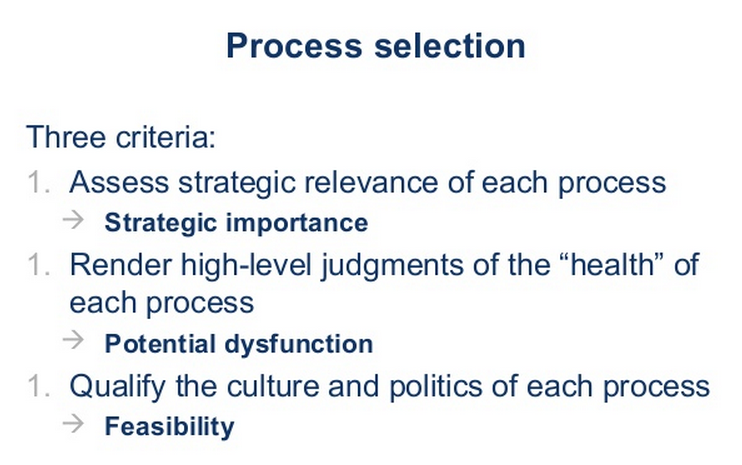 Process selection
Three criteria:
1. Assess strategic relevance of each process
→ Strategic importance
1. Render high-level judgments of the “health” of
each process
→ Potential dysfunction
1. Qualify the culture and politics of each process
→ Feasibility